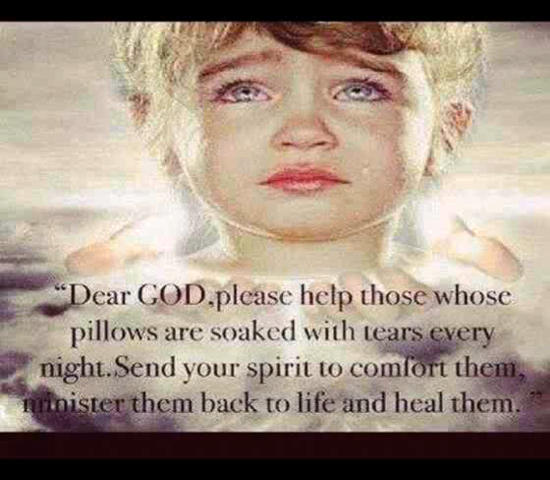 “Dear GOD,please help those whose
pillows are soaked with tears every
night.Send your spirit to comfort them,
minister them back to life and heal them. ”